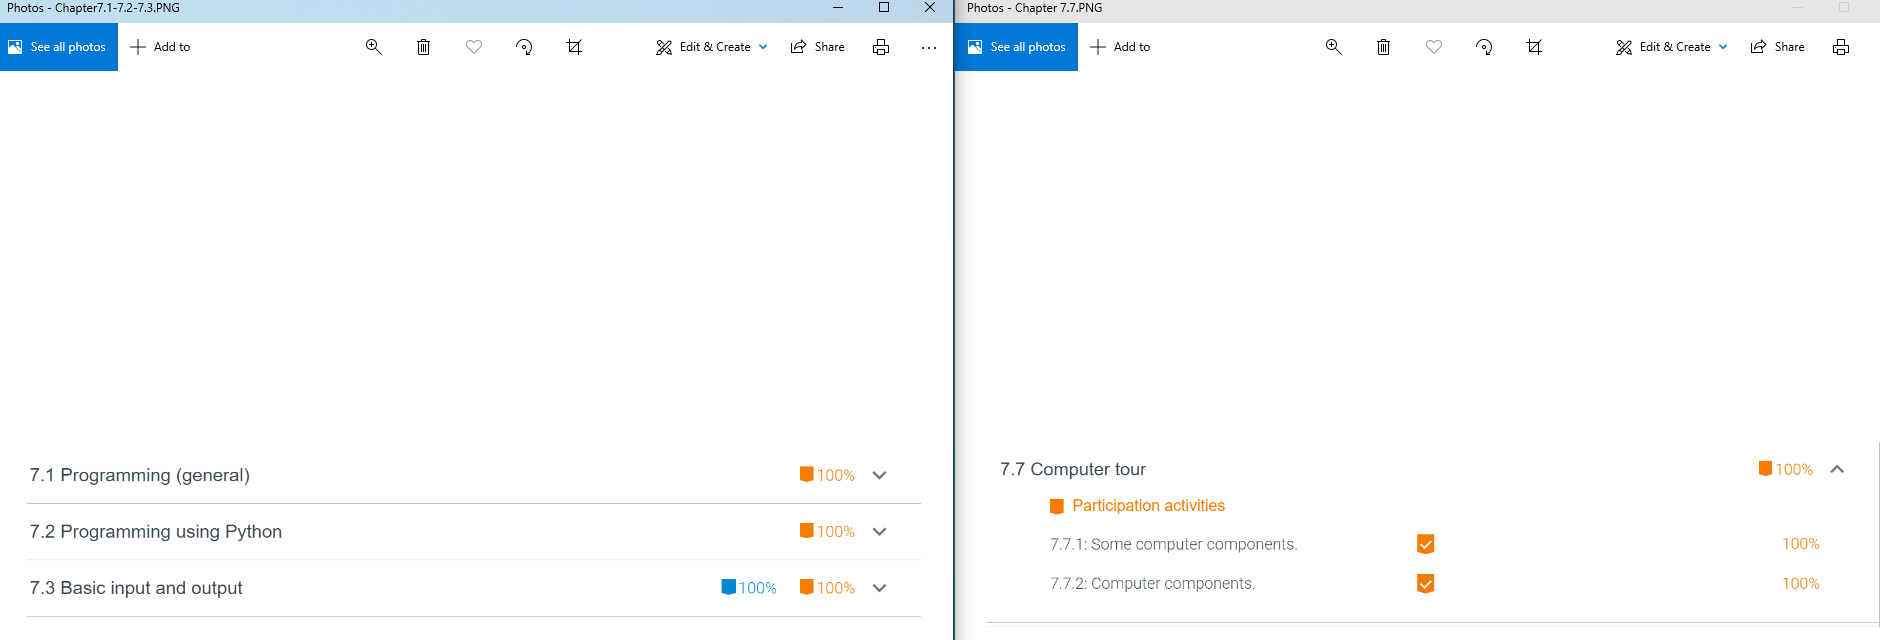 Photos - Chapter7.1-7.2-7.3.PNG
See all photos
Add to
Edit & Create
Share
7.1 Programming (general)
100%
7.2 Programming using Python
100%
7.3 Basic input and output
100%
100%
Photos - Chapter 7.7.PNG
See all photos
Add to
Edit & Create
Share
7.7 Computer tour
100%
Participation activities
7.7.1: Some computer components.
100%
7.7.2: Computer components.
100%